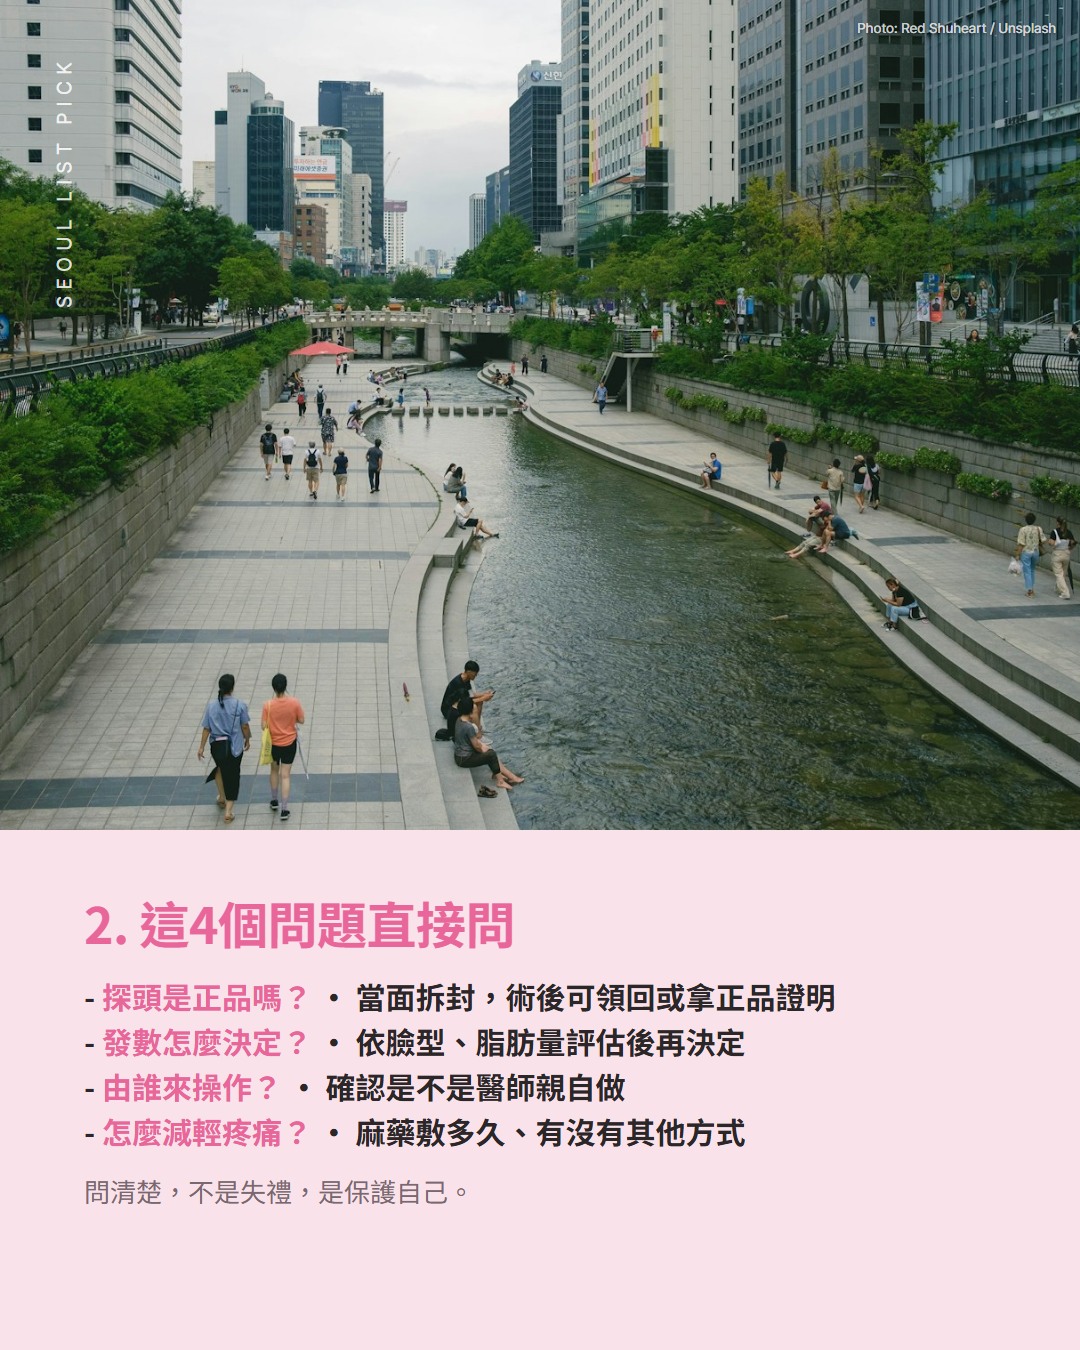 Photo: Red Shuheart / Unsplash
SEOUL LIST PICK
신한
2. 這4個問題直接問
- 探頭是正品嗎？ • 當面拆封，術後可領回或拿正品證明
- 發數怎麼決定？ • 依臉型、脂肪量評估後再決定
- 由誰來操作？ • 確認是不是醫師親自做
- 怎麼減輕疼痛？ • 麻藥敷多久、有沒有其他方式
問清楚，不是失禮，是保護自己。